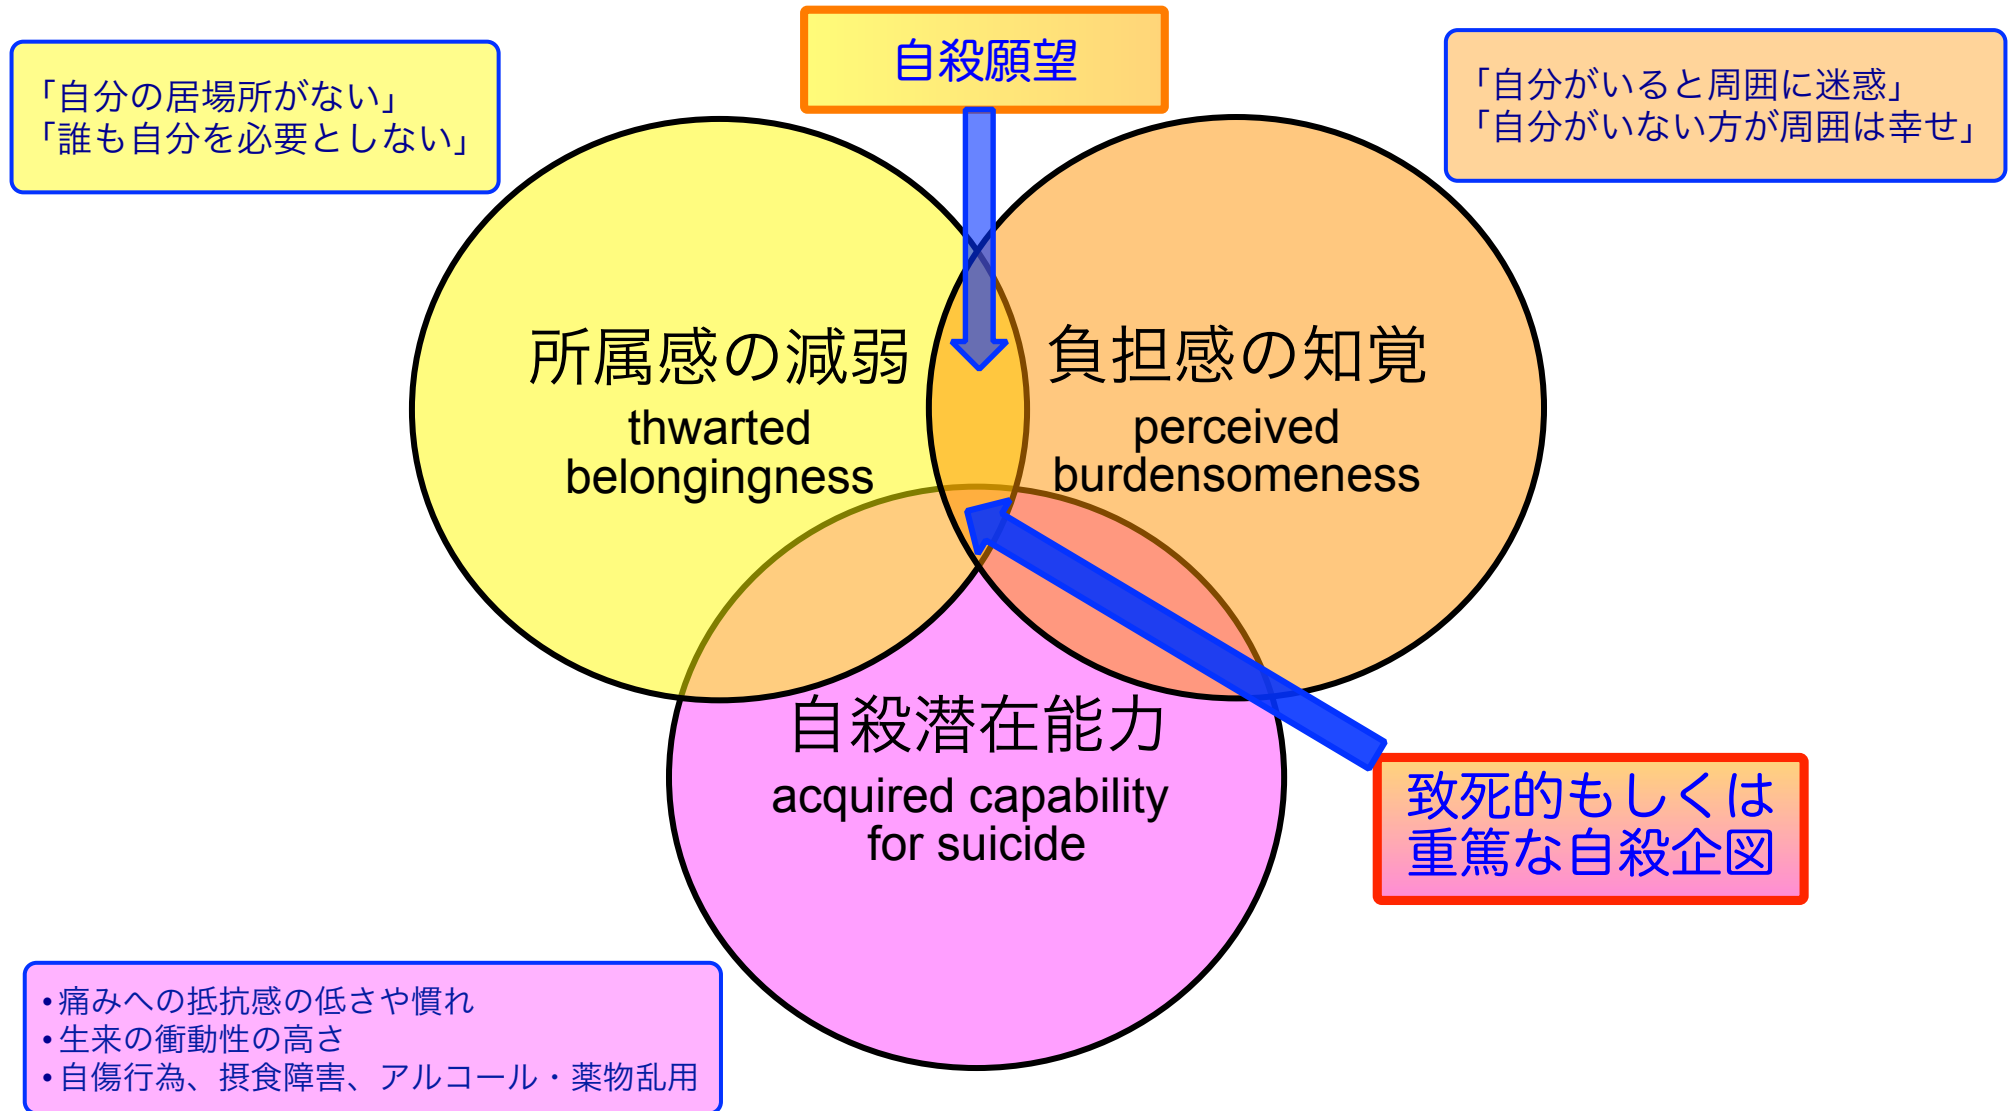 自殺願望
「自分の居場所がない」
「誰も自分を必要としない」
「自分がいると周囲に迷惑」
「自分がいない方が周囲は幸せ」
所属感の減弱
thwarted
belongingness
負担感の知覚
perceived
burdensomeness
自殺潜在能力
acquired capability
for suicide
致死的もしくは
重篤な自殺企図
•痛みへの抵抗感の低さや慣れ
•生来の衝動性の高さ
•自傷行為、摂食障害、アルコール・薬物乱用